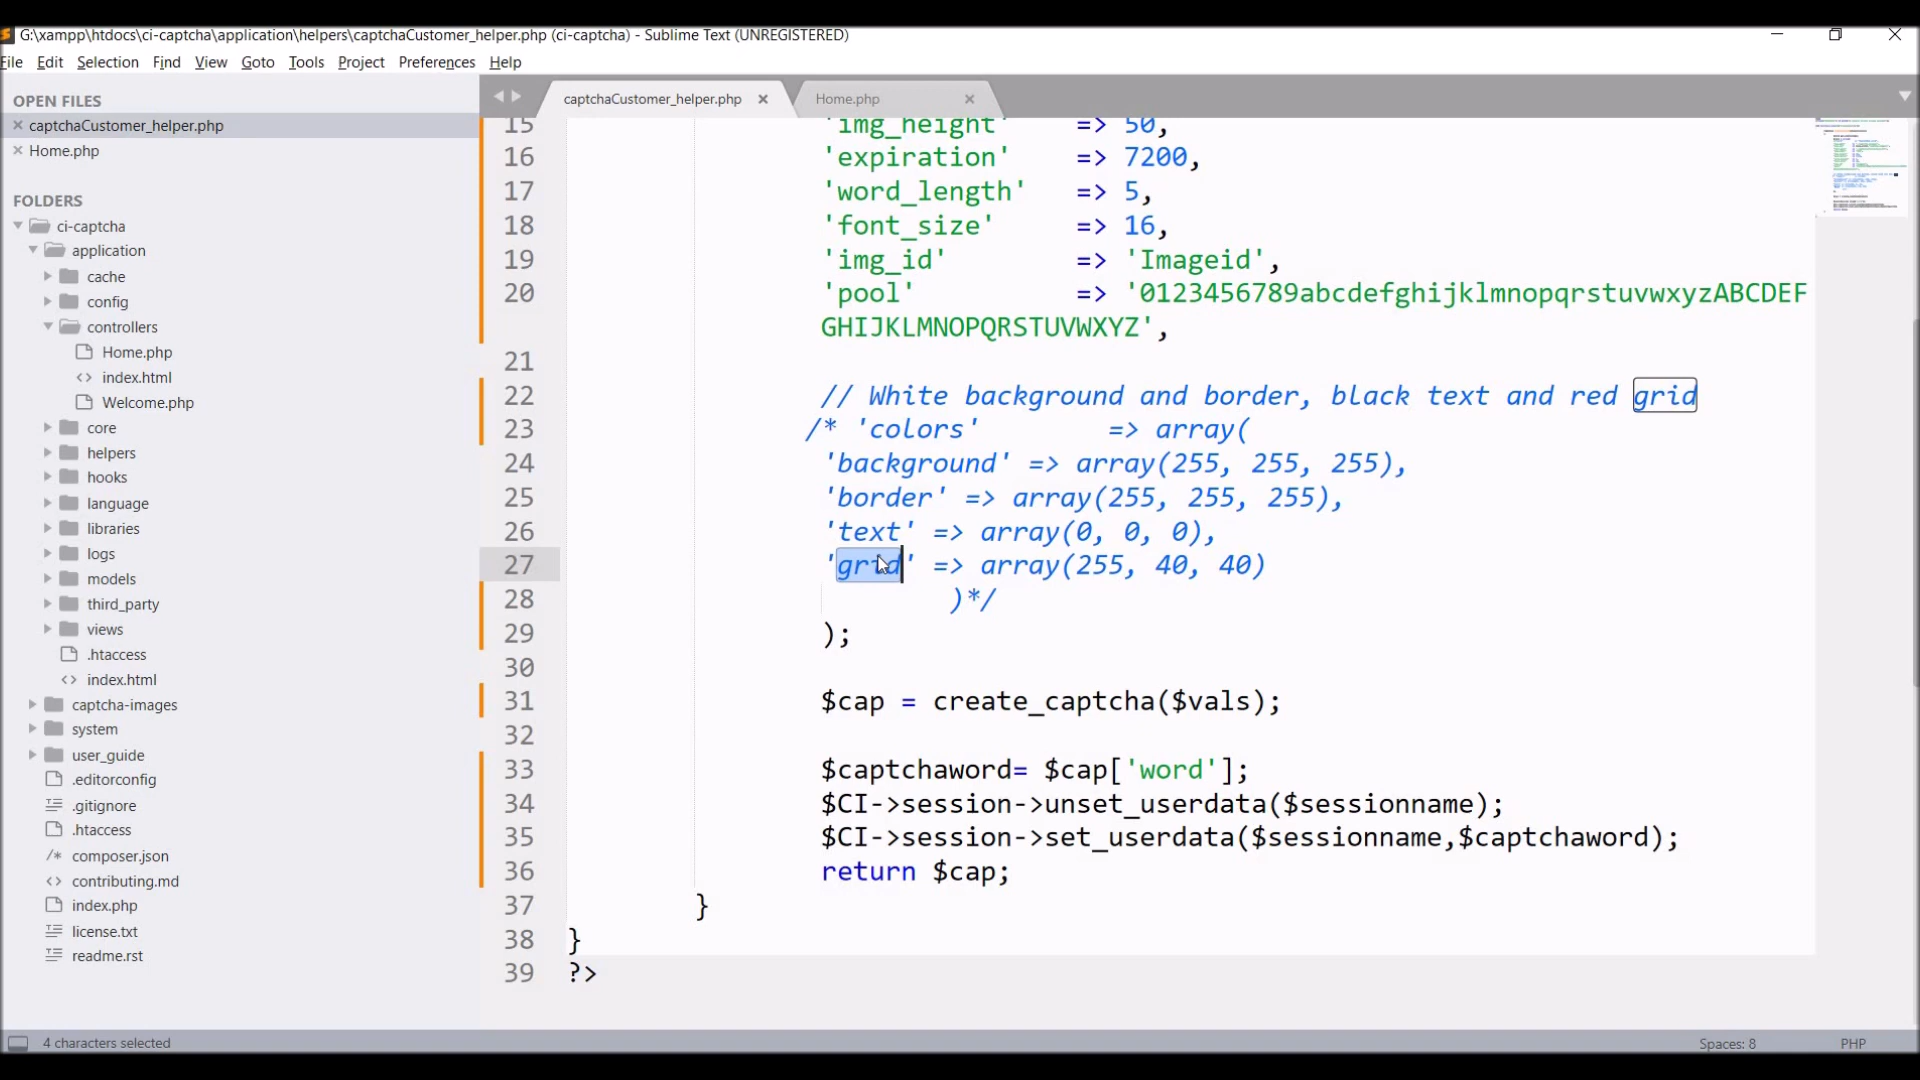 G:\xampp\htdocs\ci-captcha\application\helpers\captchaCustomer_helper.php (ci-captcha) - Sublime Text (UNREGISTERED)
File Edit Selection Find View Goto Tools Project Preferences Help
OPEN FILES
captchaCustomer_helper.php
Home.php
FOLDERS
ci-captcha
application
cache
config
controllers
Home.php
index.html
Welcome.php
core
helpers
hooks
language
libraries
logs
models
third_party
views
.htaccess
index.html
captcha-images
system
user_guide
.editorconfig
.gitignore
.htaccess
composer.json
contributing.md
index.php
license.txt
readme.rst
captchaCustomer_helper.php Home.php
15 'img_height' => 50,
16 'expiration' => 7200,
17 'word_length' => 5,
18 'font_size' => 16,
19 'img_id' => 'Imageid',
20 'pool' => '0123456789abcdefghijklmnopqrstuvwxyzABCDEF
GHIJKLMNOPQRSTUVWXYZ',
21
22 // White background and border, black text and red grid
23 /* 'colors' => array(
24 'background' => array(255, 255, 255),
25 'border' => array(255, 255, 255),
26 'text' => array(0, 0, 0),
27 'grid' => array(255, 40, 40)
28 )*/
29 );
30
31 $cap = create_captcha($vals);
32
33 $captchaword= $cap['word'];
34 $CI->session->unset_userdata($sessionname);
35 $CI->session->set_userdata($sessionname,$captchaword);
36 return $cap;
37 }
38 }
39 ?>
4 characters selected
Spaces: 8
PHP